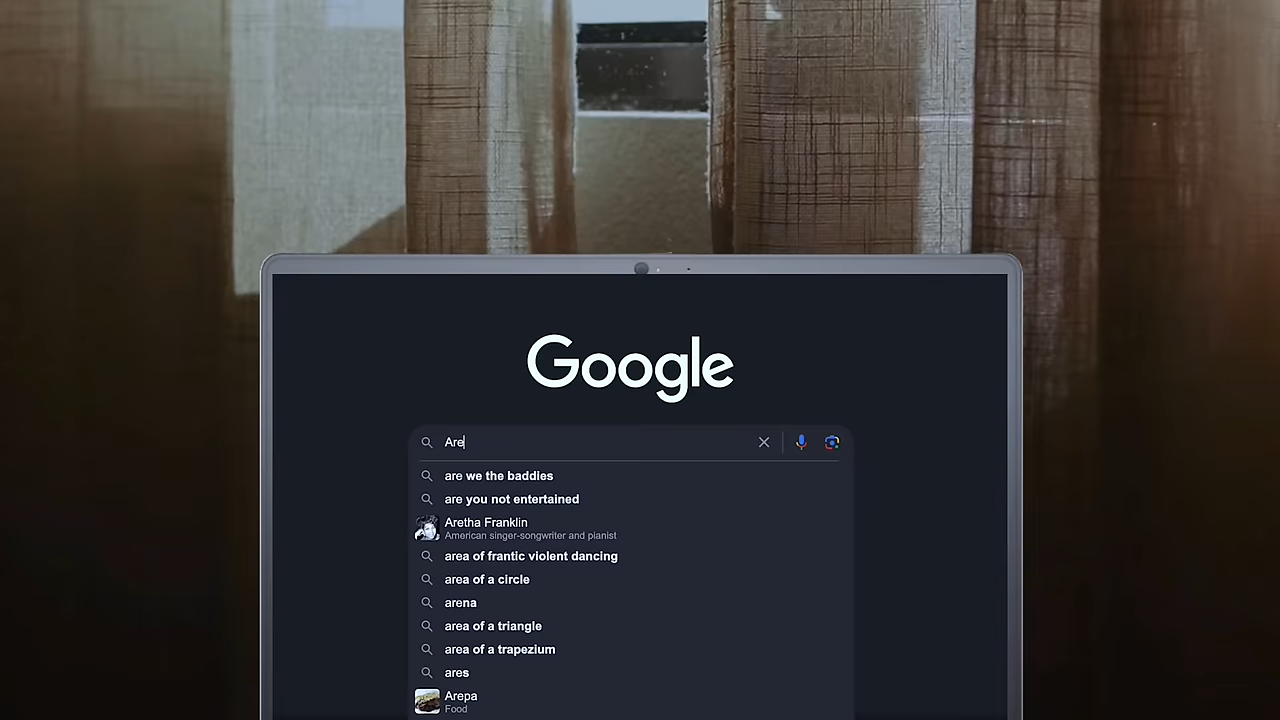 Google
Are
are we the baddies
are you not entertained
Aretha Franklin
American singer-songwriter and pianist
area of frantic violent dancing
area of a circle
arena
area of a triangle
area of a trapezium
ares
Arepa
Food